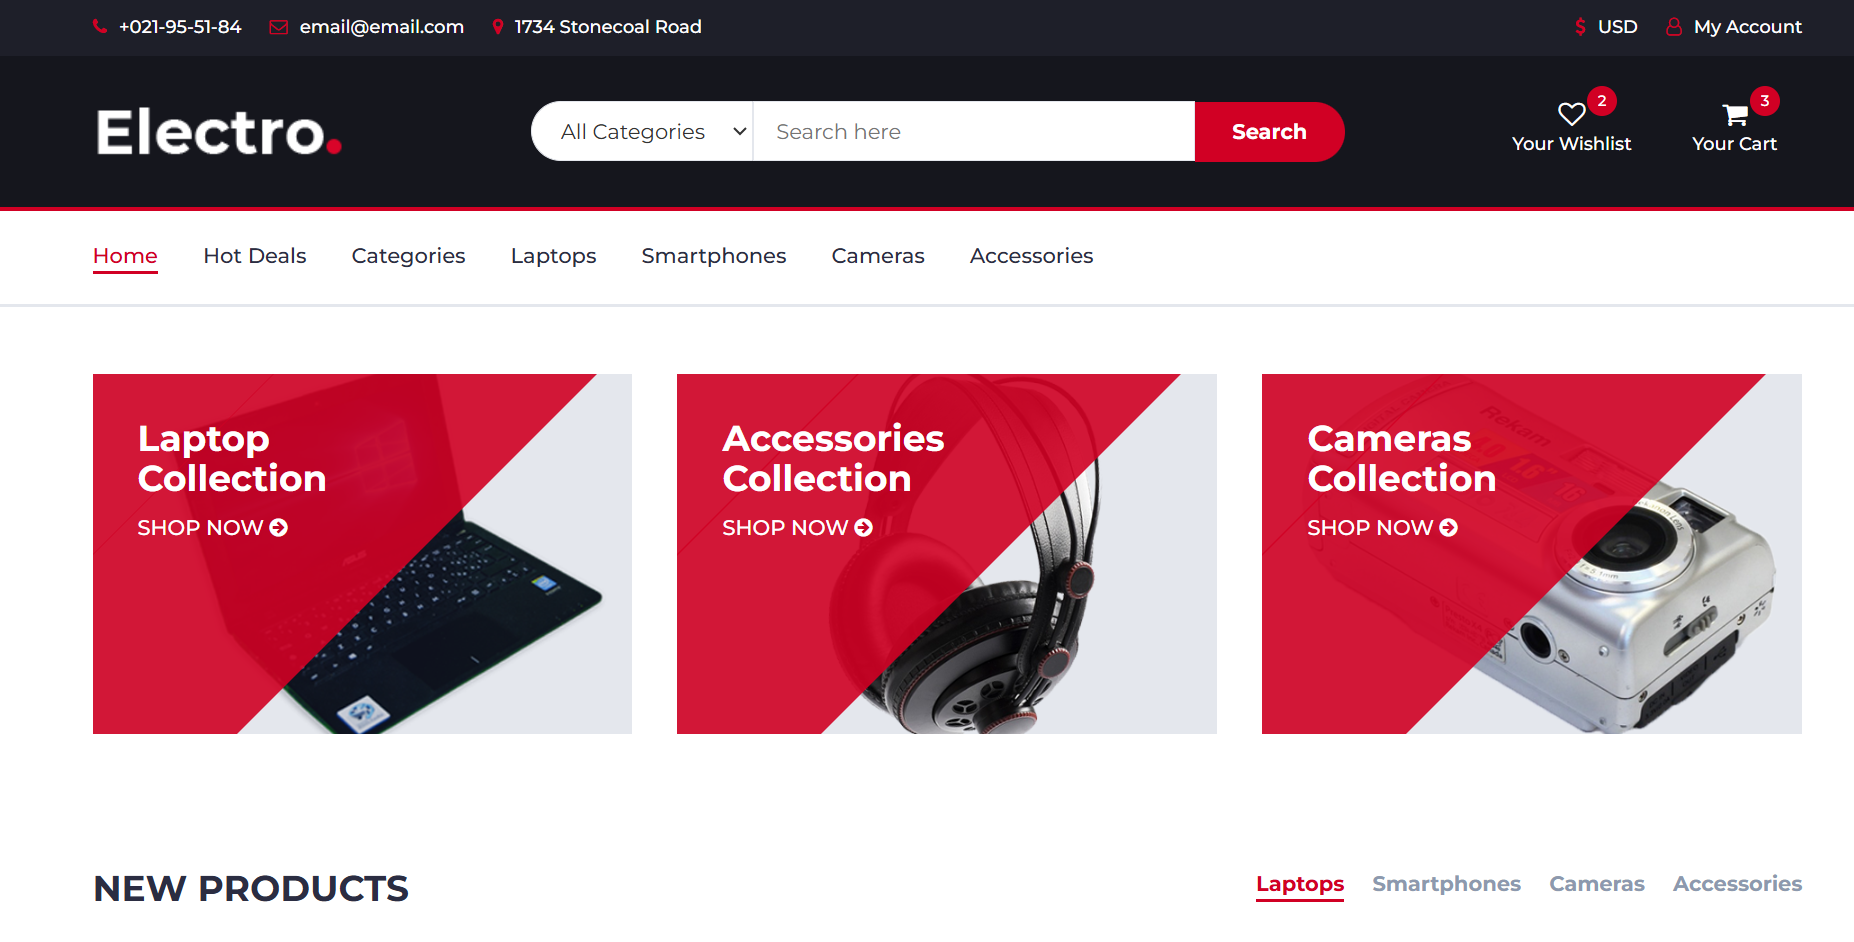 +021-95-51-84 email@email.com 1734 Stonecoal Road $ USD My Account
Electro.
All Categories Search here Search
2
Your Wishlist
3
Your Cart
Home Hot Deals Categories Laptops Smartphones Cameras Accessories
Laptop
Collection
SHOP NOW
ASUS
Accessories
Collection
SHOP NOW
Cameras
Collection
SHOP NOW
Rekam
NEW PRODUCTS
Laptops Smartphones Cameras Accessories